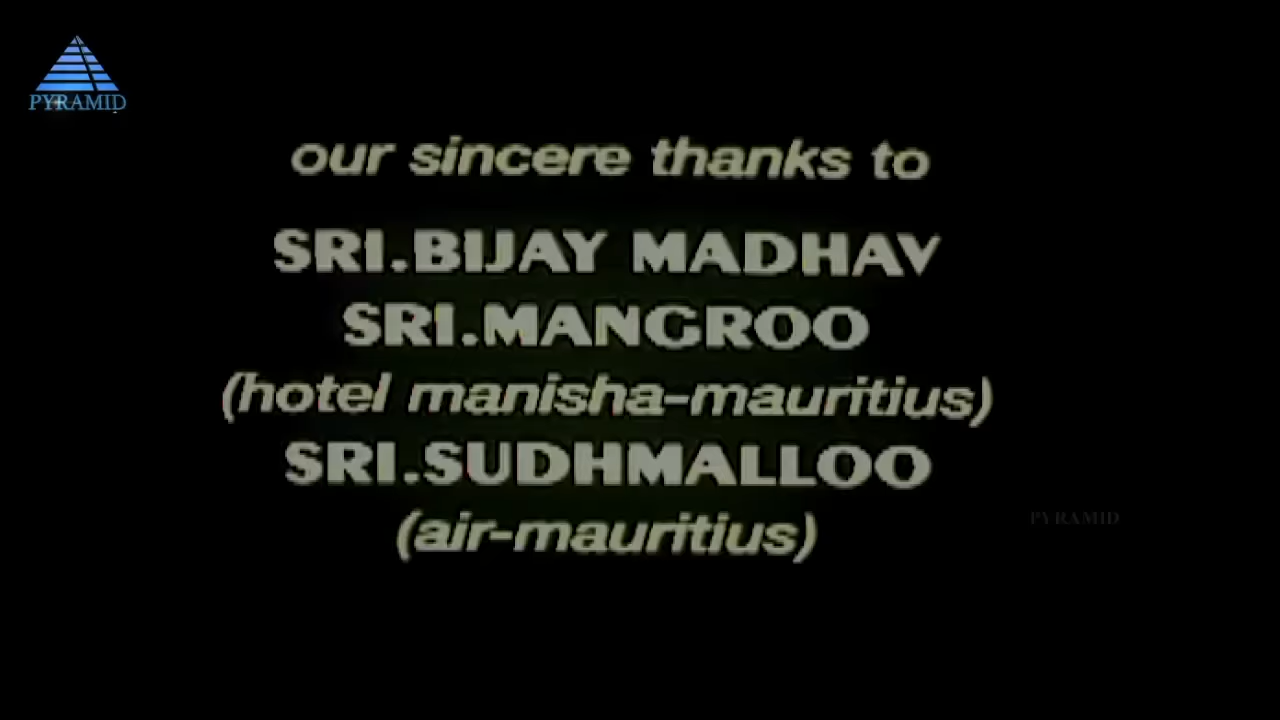 PYRAMID
our sincere thanks to
SRI.BIJAY MADHAV
SRI.MANGROO
(hotel manisha-mauritius)
SRI.SUDHMALLOO
(air-mauritius)
PYRAMID